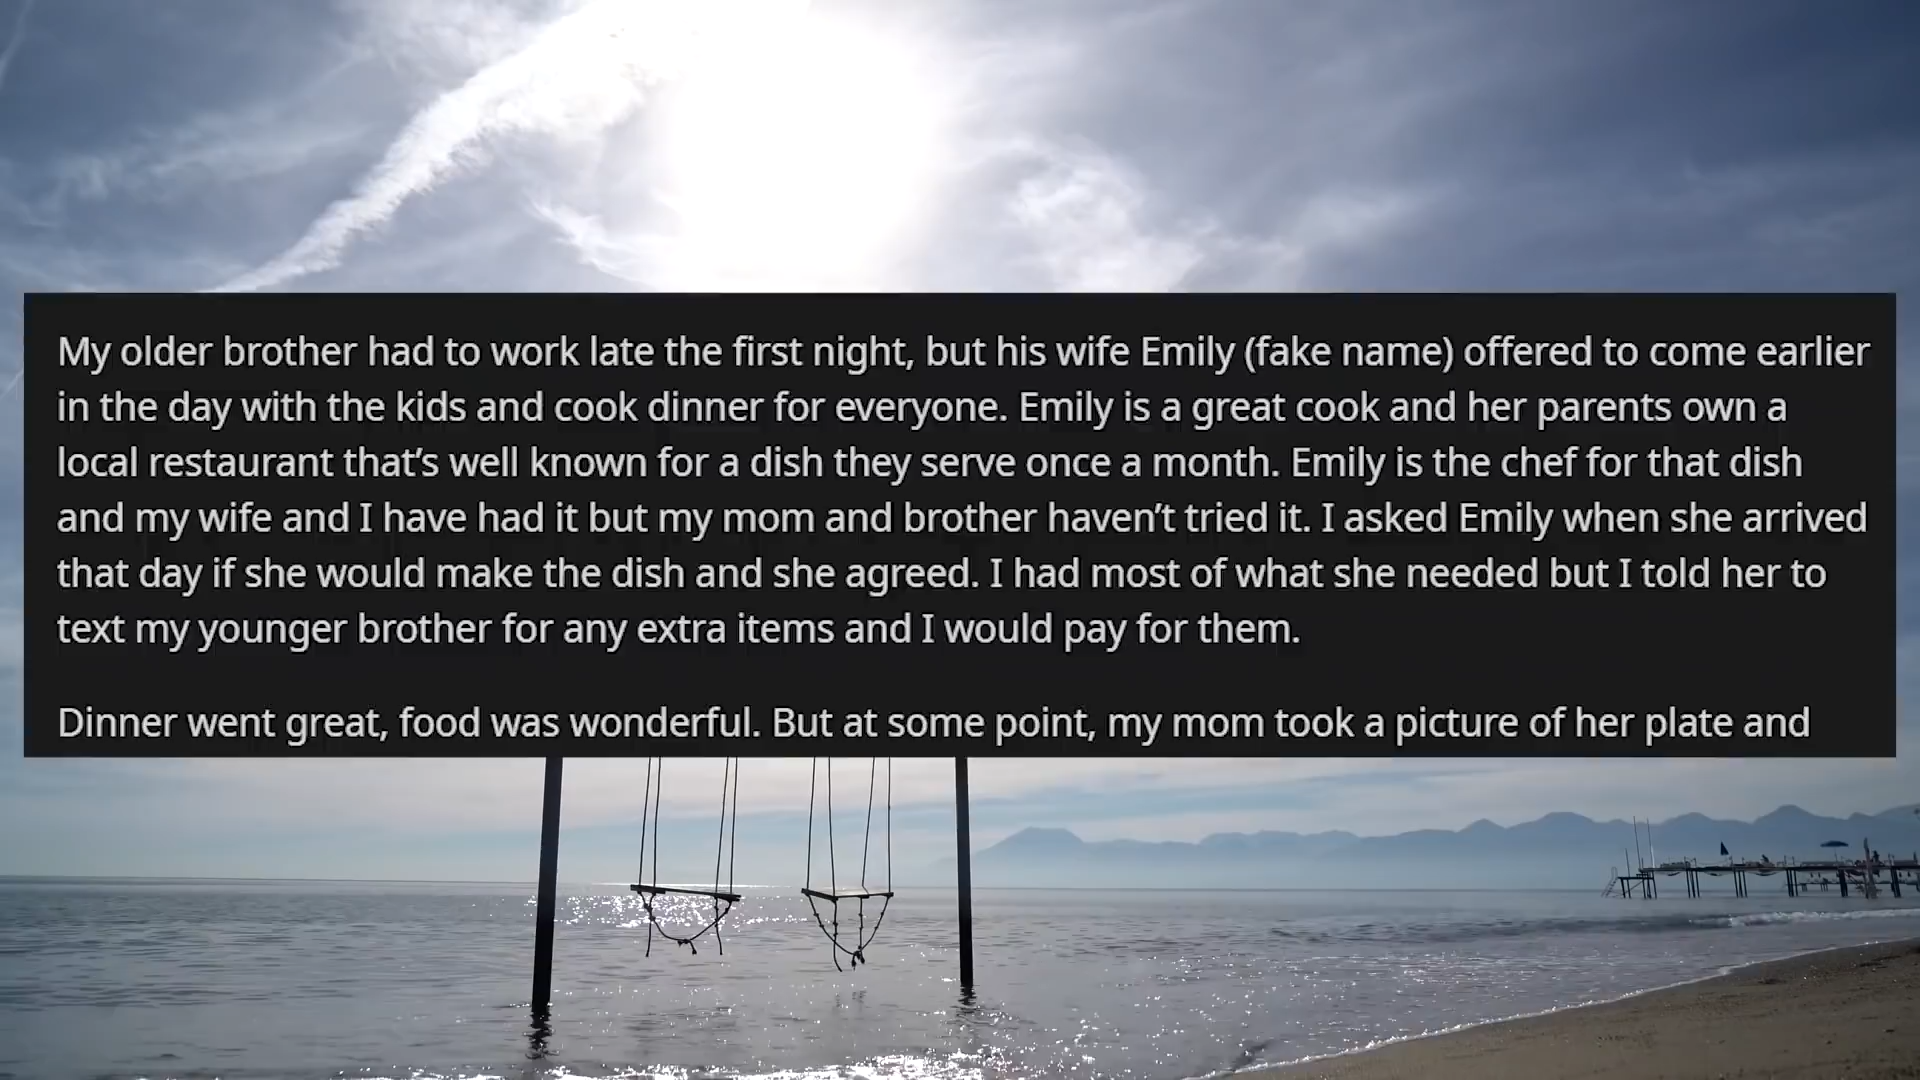 My older brother had to work late the first night, but his wife Emily (fake name) offered to come earlier
in the day with the kids and cook dinner for everyone. Emily is a great cook and her parents own a
local restaurant that’s well known for a dish they serve once a month. Emily is the chef for that dish
and my wife and I have had it but my mom and brother haven’t tried it. I asked Emily when she arrived
that day if she would make the dish and she agreed. I had most of what she needed but I told her to
text my younger brother for any extra items and I would pay for them.
Dinner went great, food was wonderful. But at some point, my mom took a picture of her plate and